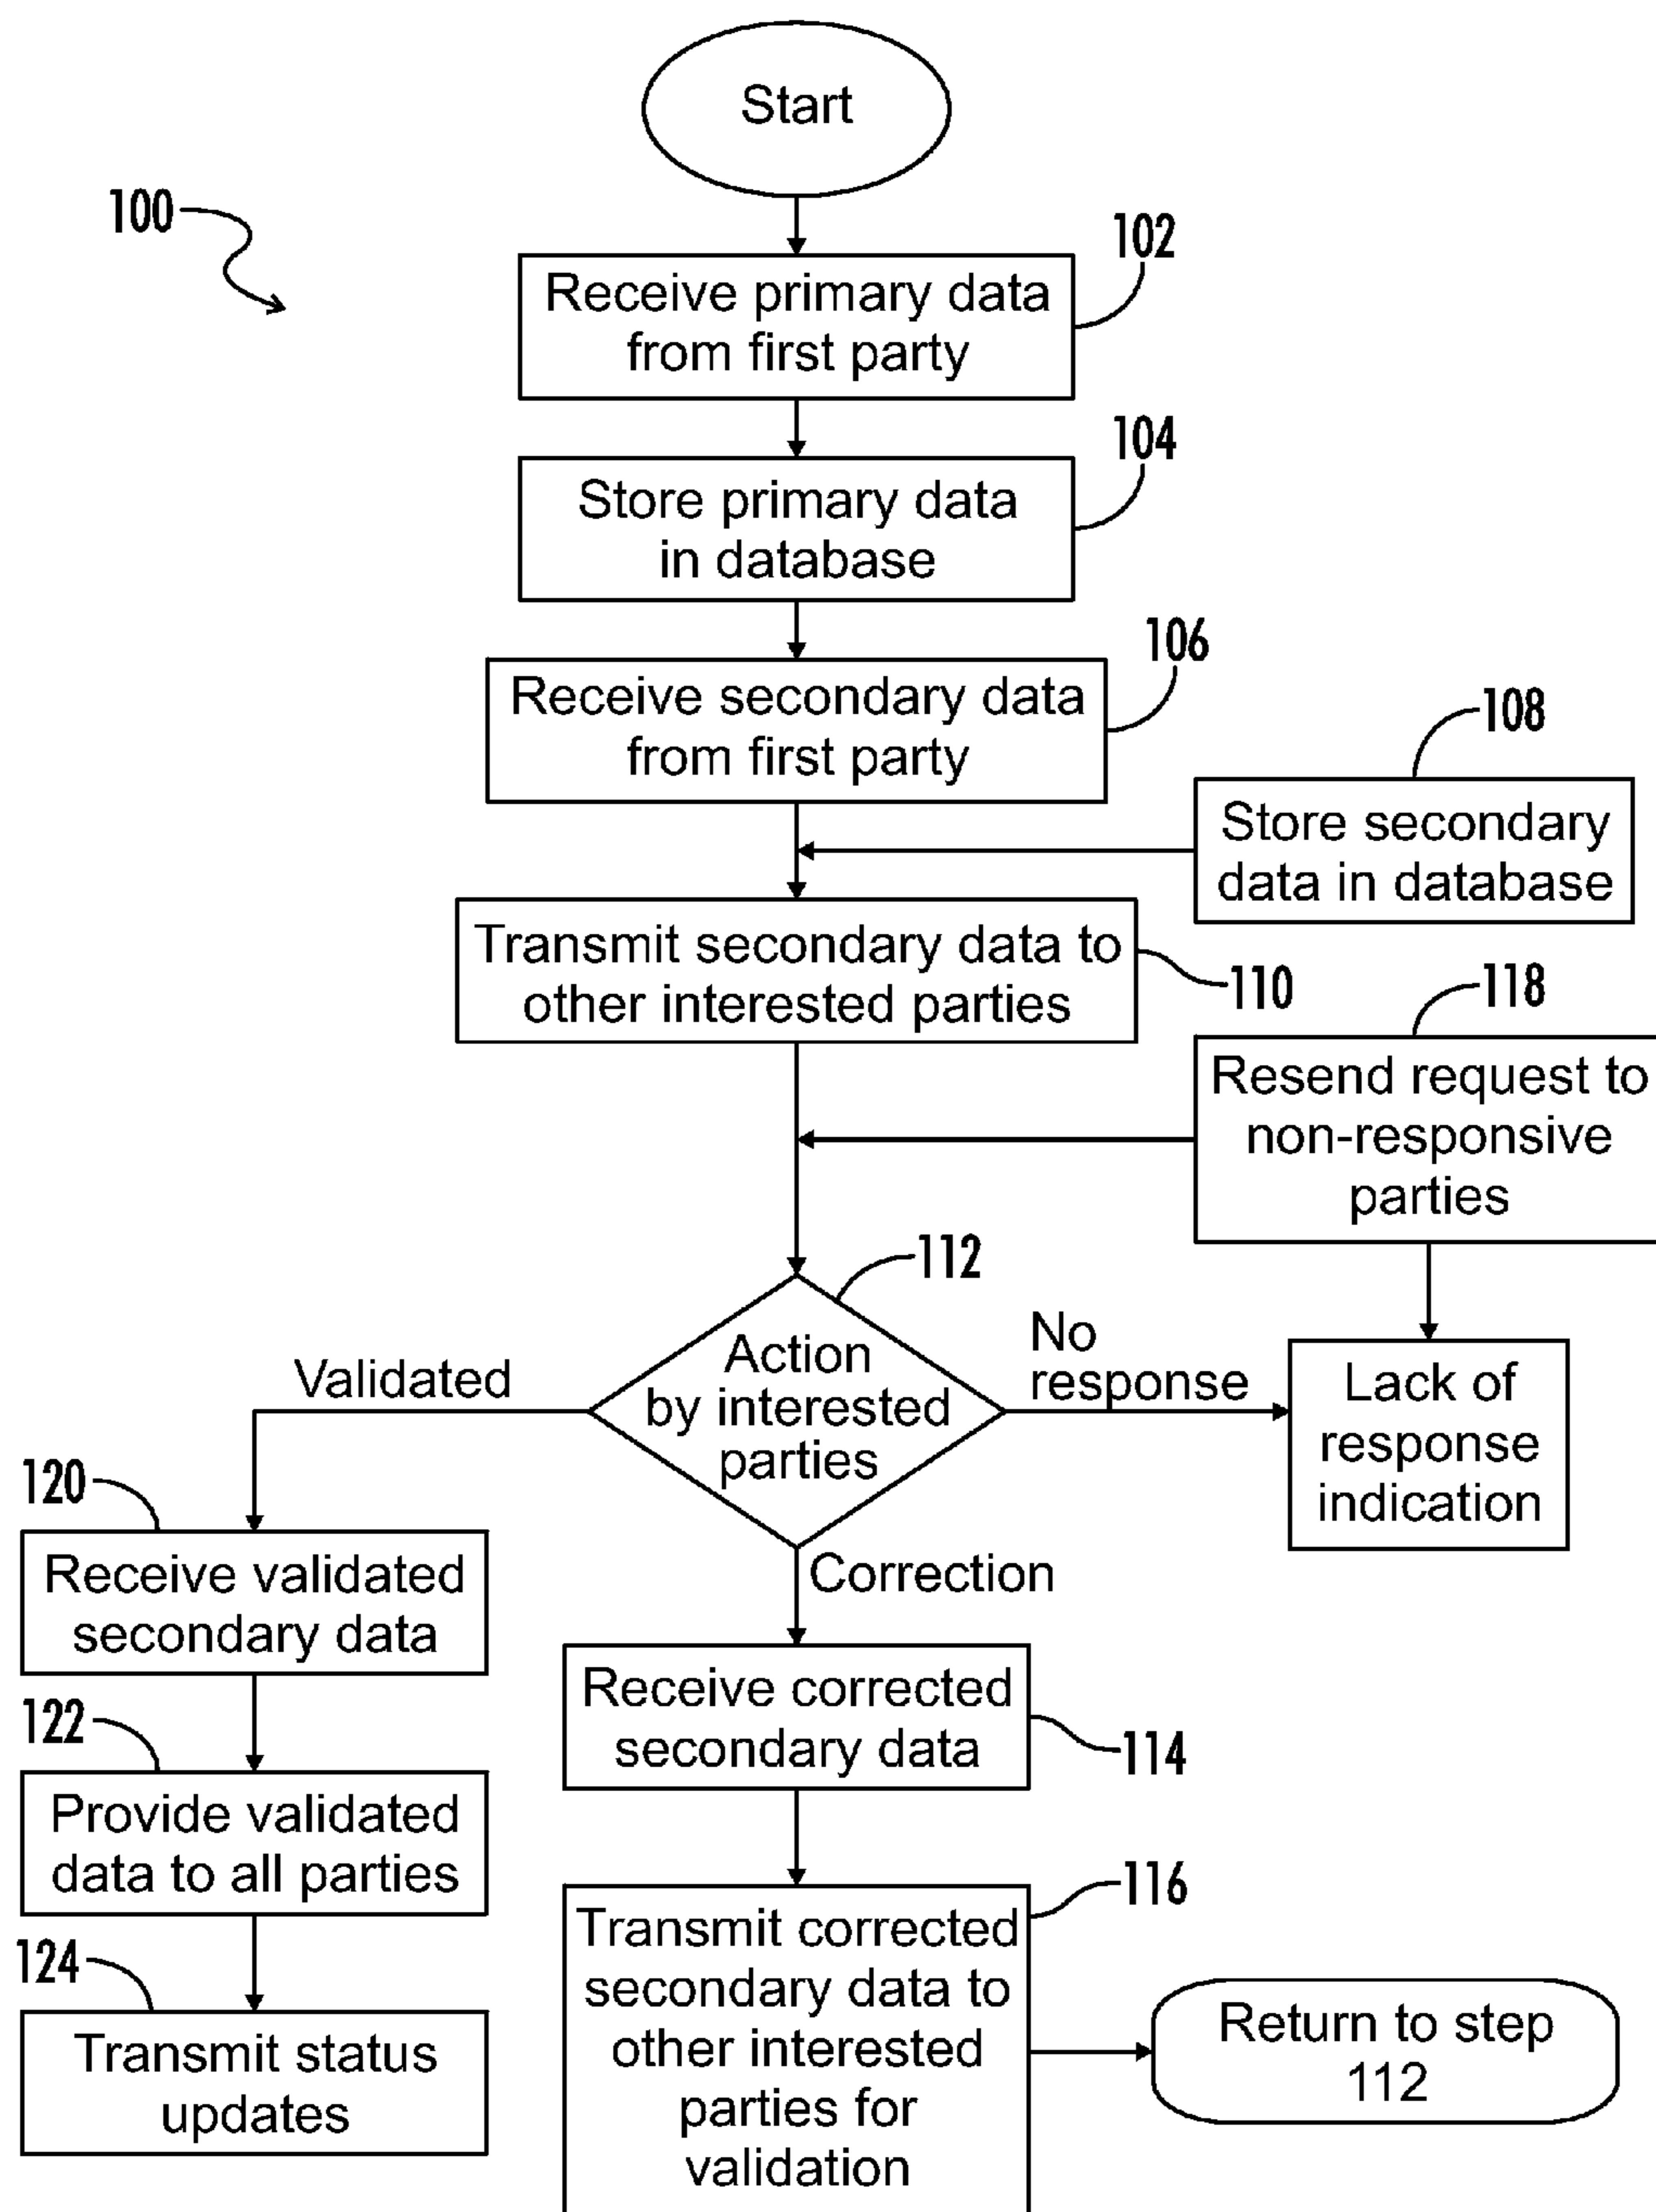 Start
100
102
Receive primary data
from first party
104
Store primary data
in database
106
Receive secondary data
from first party
108
Store secondary
data in database
Transmit secondary data to
other interested parties
110
118
Resend request to
non-responsive
parties
112
Action
by interested
parties
Validated
No
response
Lack of
response
indication
120
Receive validated
secondary data
Correction
Receive corrected
secondary data
114
122
Provide validated
data to all parties
116
Transmit corrected
secondary data to
other interested
parties for
validation
124
Transmit status
updates
Return to step
112